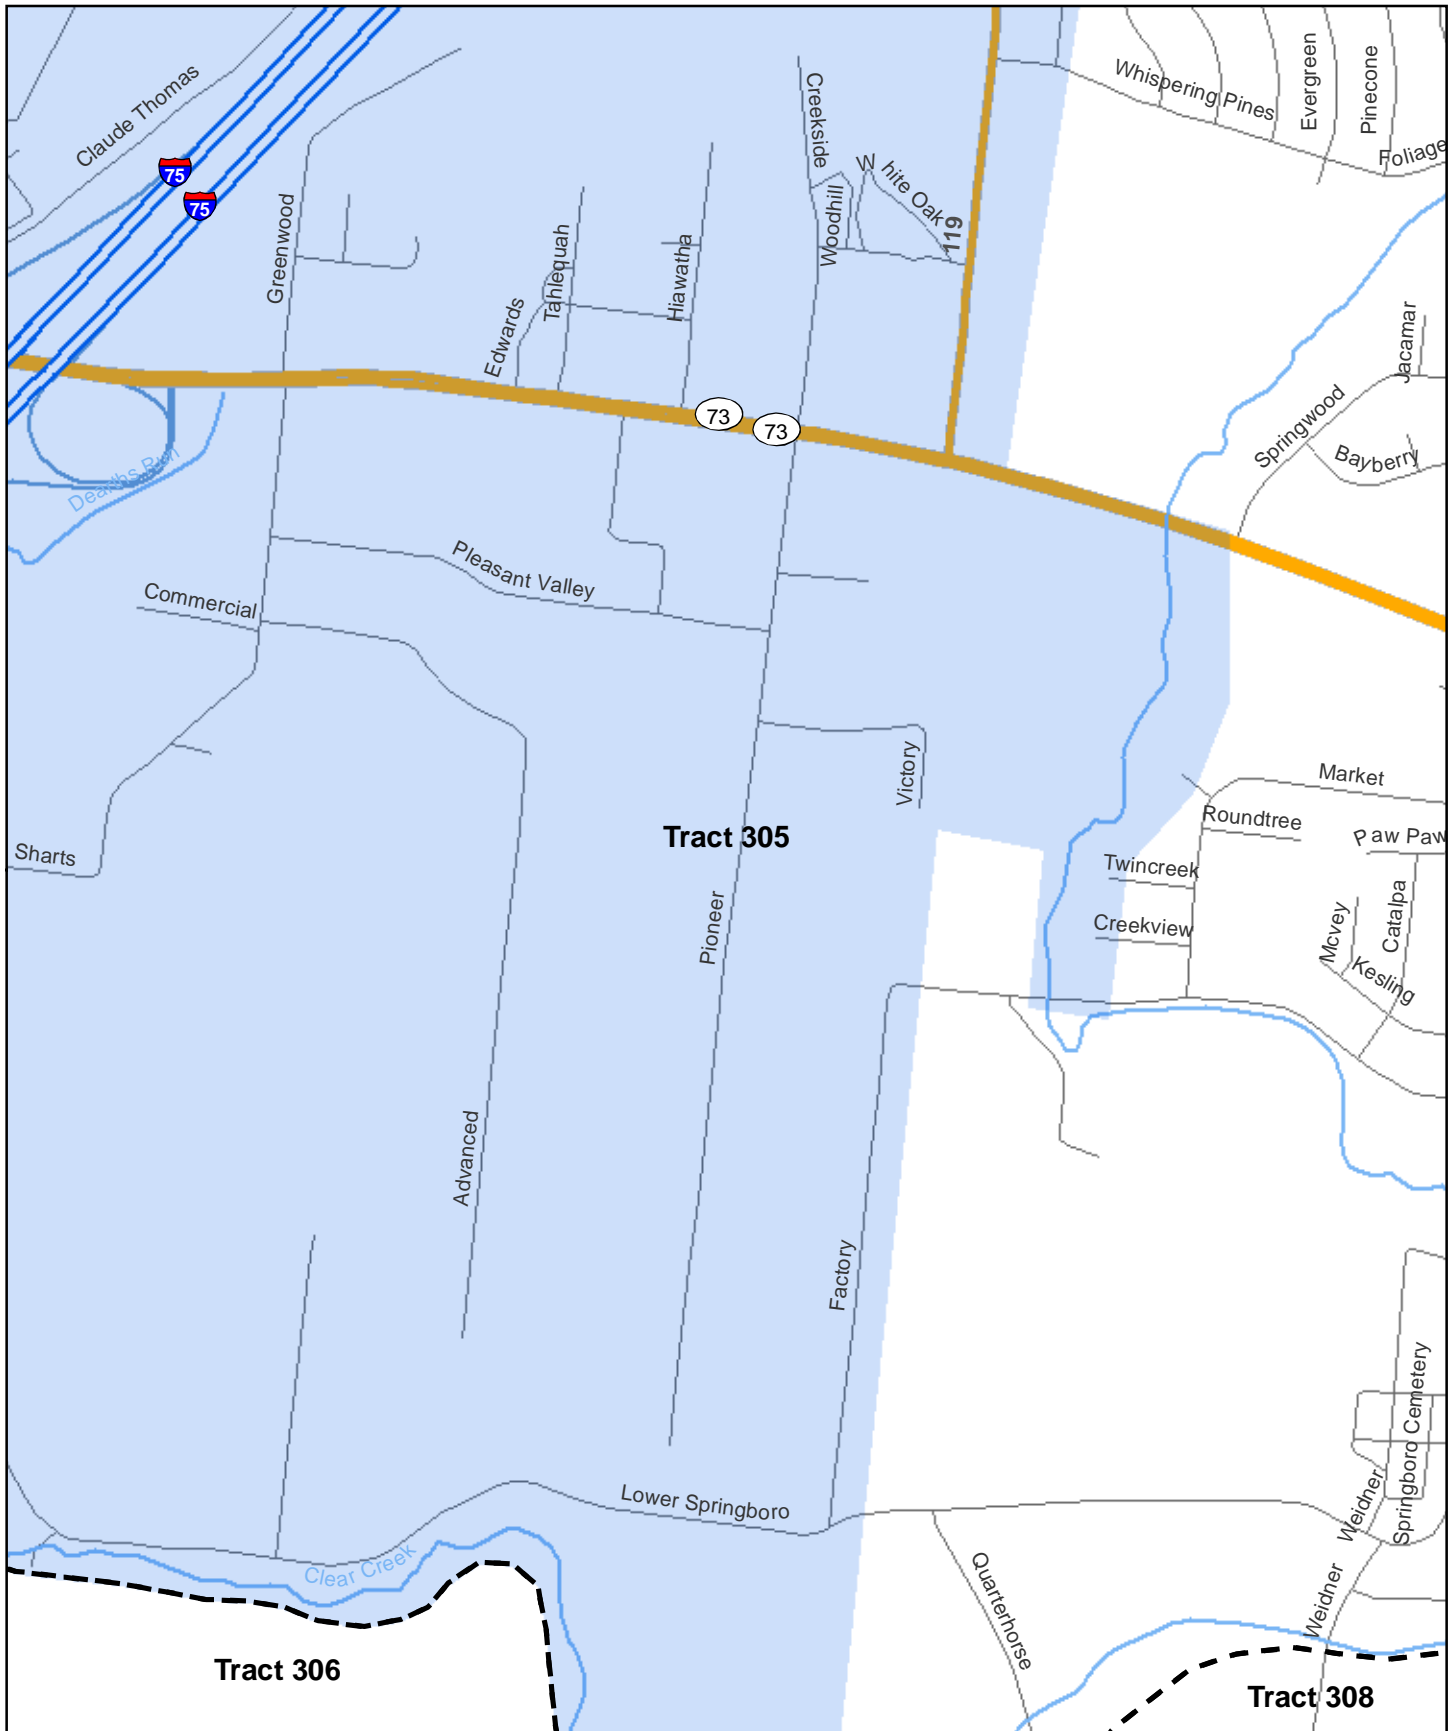 Claude Thomas
75
75
Greenwood
Creekside
Woodhill
White Oak
119
Whispering Pines
Evergreen
Pinecone
Foliage
Tahlequah
Hiawatha
Edwards
73
73
Jacamar
Springwood
Bayberry
Dearths Run
Pleasant Valley
Commercial
Victory
Market
Roundtree
Paw Paw
Twincreek
Creekview
Mcvey
Catalpa
Kesling
Sharts
Tract 305
Pioneer
Advanced
Factory
Lower Springboro
Clear Creek
Springboro Cemetery
Weidner
Weidner
Quarterhorse
Tract 306
Tract 308